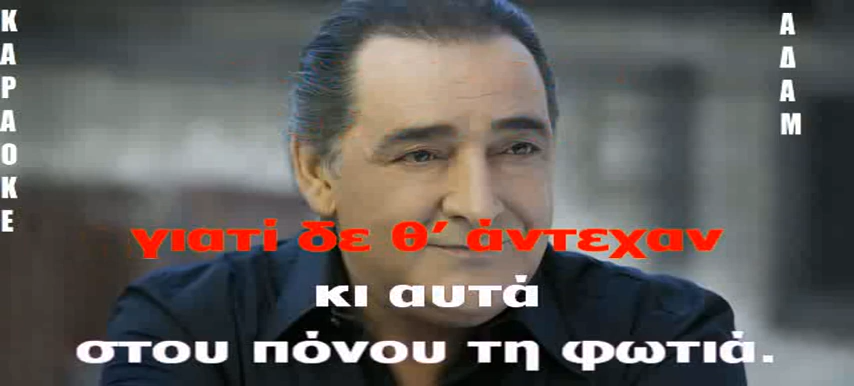 ΚΑΡΑΟΚΕ
ΑΔΑΜ
γιατί δε θ' άντεχαν
κι αυτά
στου πόνου τη φωτιά.